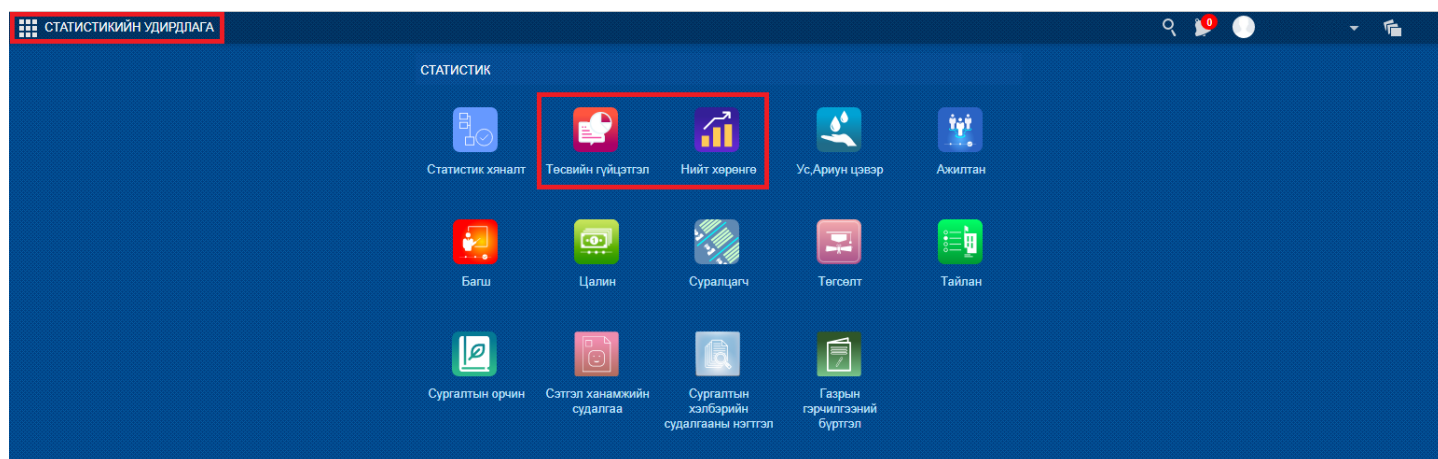 СТАТИСТИКИЙН УДИРДЛАГА
0
СТАТИСТИК
Статистик хяналт
Төсвийн гүйцэтгэл
Нийт хөрөнгө
Ус,Ариун цэвэр
Ажилтан
Багш
Цалин
Суралцагч
Төгсөлт
Тайлан
Сургалтын орчин
Сэтгэл ханамжийн
судалгаа
Сургалтын
хэлбэрийн
судалгааны нэгтгэл
Газрын
гэрчилгээний
бүртгэл